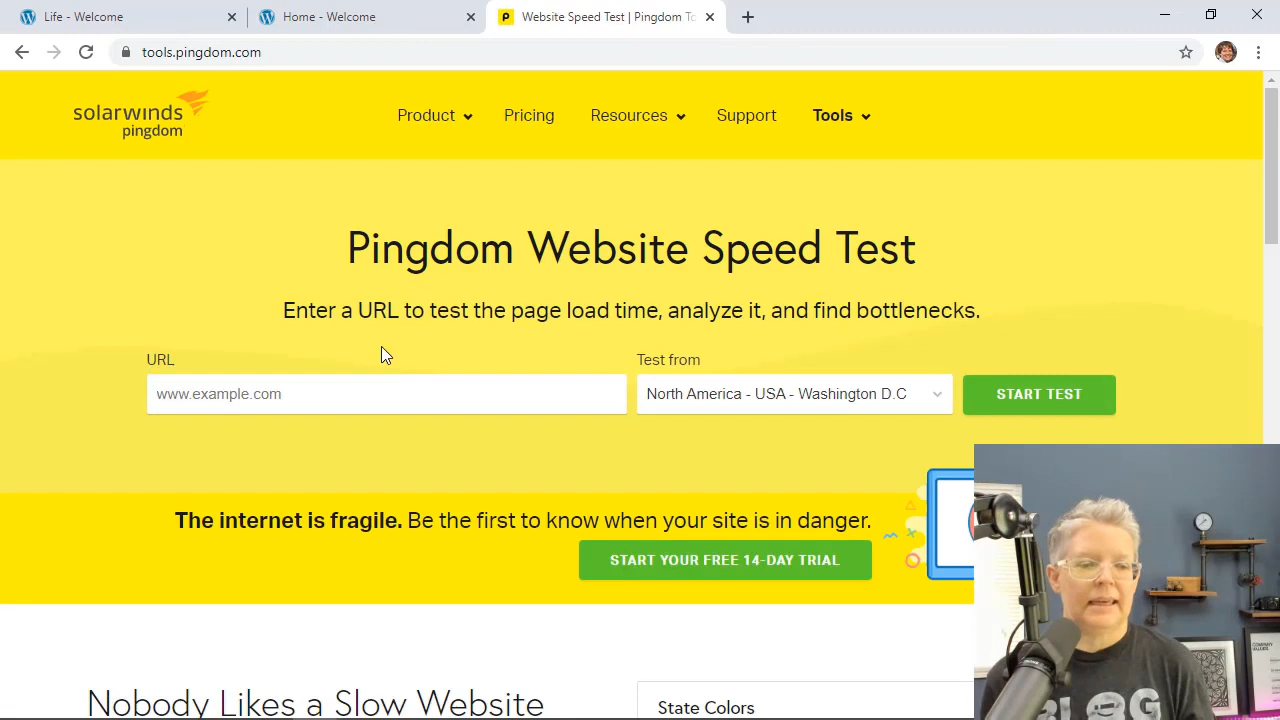 Life - Welcome
Home - Welcome
Website Speed Test | Pingdom To
tools.pingdom.com
solarwinds
pingdom
Product
Pricing
Resources
Support
Tools
Pingdom Website Speed Test
Enter a URL to test the page load time, analyze it, and find bottlenecks.
URL
Test from
www.example.com
North America - USA - Washington D.C
START TEST
The internet is fragile. Be the first to know when your site is in danger.
START YOUR FREE 14-DAY TRIAL
Nobody Likes a Slow Website
State Colors
COMPANY
VALUES
BLOG